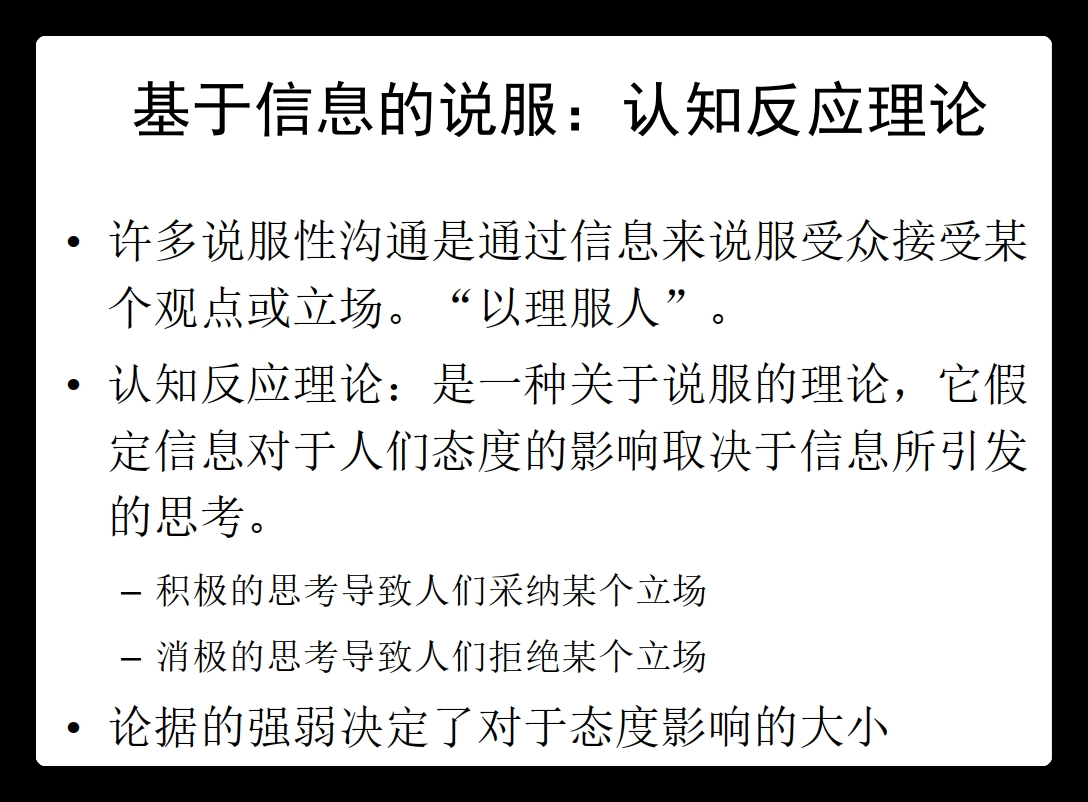 基于信息的说服：认知反应理论
• 许多说服性沟通是通过信息来说服受众接受某
个观点或立场。“以理服人”。
• 认知反应理论：是一种关于说服的理论，它假
定信息对于人们态度的影响取决于信息所引发
的思考。
– 积极的思考导致人们采纳某个立场
– 消极的思考导致人们拒绝某个立场
• 论据的强弱决定了对于态度影响的大小